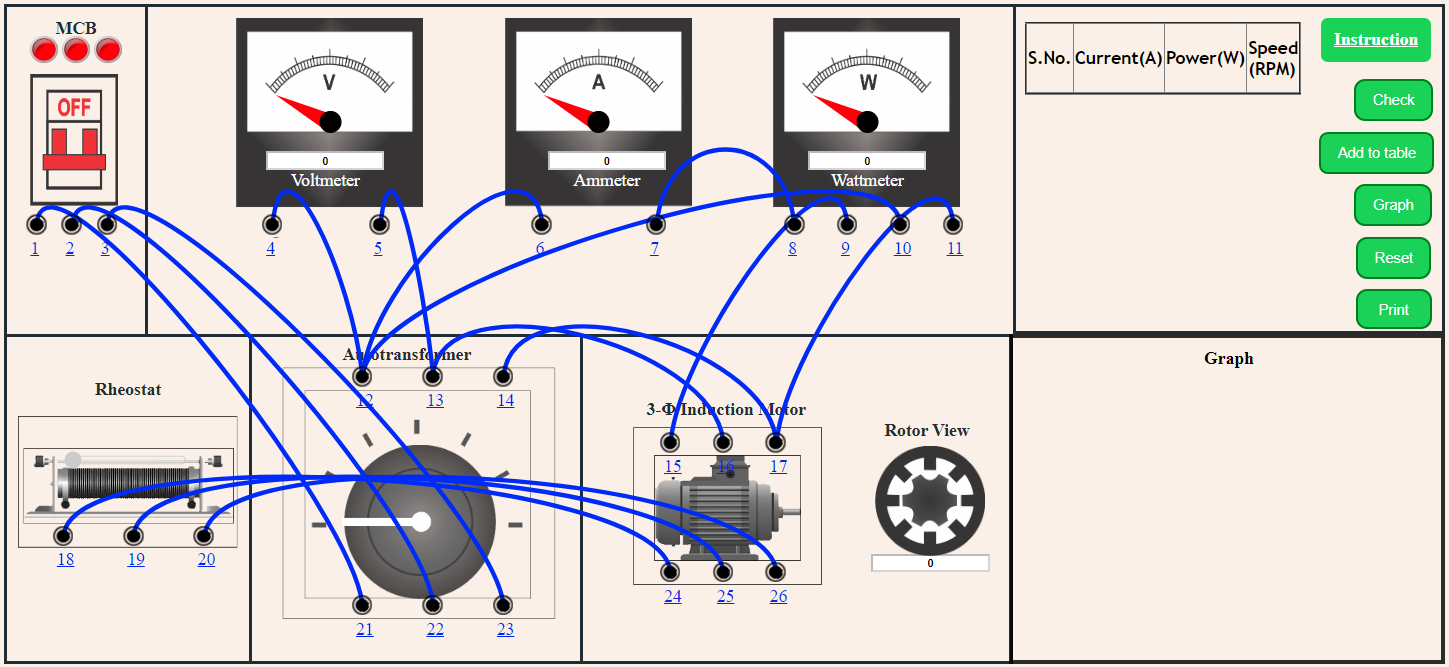 MCB
OFF
V
0
Voltmeter
A
0
Ammeter
W
0
Wattmeter
1 2 3 4 5 6 7 8 9 10 11
S.No. Current(A) Power(W) Speed
(RPM)
Instruction
Check
Add to table
Graph
Reset
Print
Rheostat
18 19 20
Autotransformer
12 13 14
21 22 23
3-Φ Induction Motor
15 16 17
24 25 26
Rotor View
0
Graph